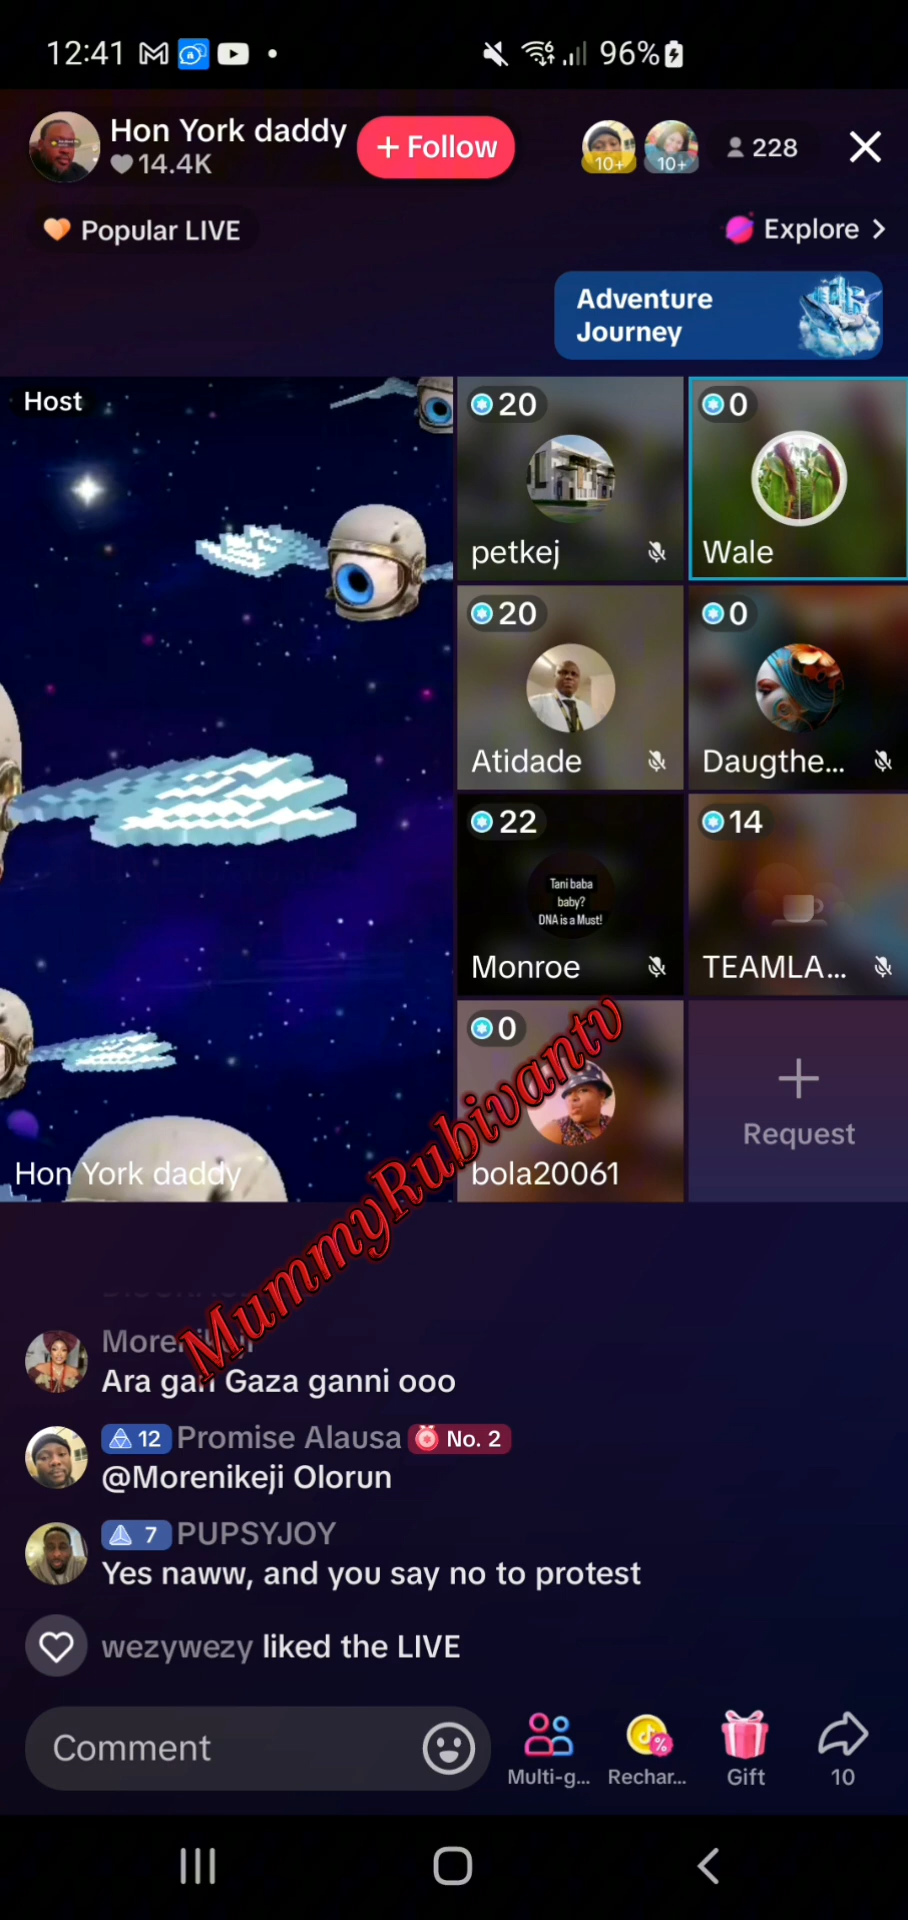 12:41
96%
Hon York daddy
14.4K
+ Follow
10+
10+
228
Popular LIVE
Explore
Adventure
Journey
Host
20
petkej
0
Wale
20
Atidade
0
Daugthe...
22
Tani baba
baby?
DNA is a Must!
Monroe
14
TEAMLA...
0
bola20061
Request
Hon York daddy
MummyRubivantv
Morenikeji
Ara gan Gaza ganni ooo
12 Promise Alausa No. 2
@Morenikeji Olorun
7 PUPSYJOY
Yes naww, and you say no to protest
wezywezy liked the LIVE
Comment
Multi-g...
Rechar...
Gift
10